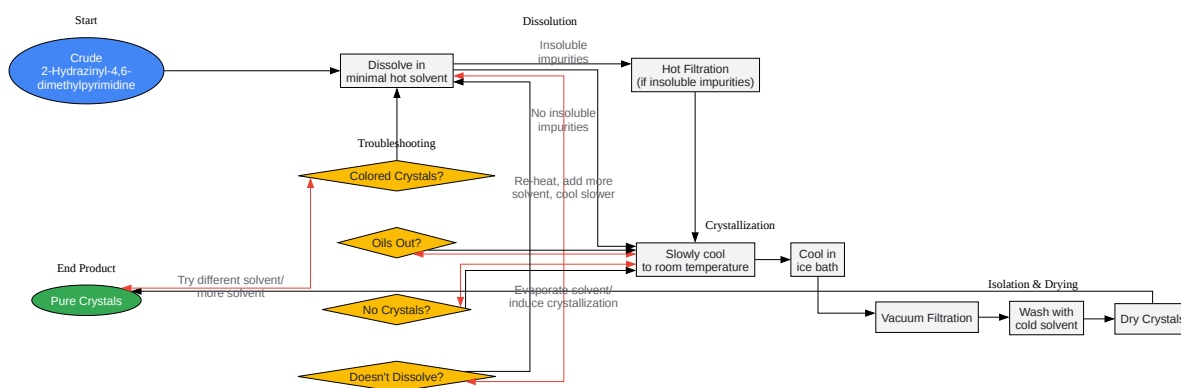 Start
Dissolution
Crude
2-Hydrazinyl-4,6-
dimethylpyrimidine
Dissolve in
minimal hot solvent
Insoluble
impurities
Hot Filtration
(if insoluble impurities)
No insoluble
impurities
Troubleshooting
Colored Crystals?
Re-heat, add more
solvent, cool slower
Crystallization
Oils Out?
Slowly cool
to room temperature
Cool in
ice bath
End Product
Try different solvent/
more solvent
Pure Crystals
Evaporate solvent/
induce crystallization
Isolation & Drying
No Crystals?
Vacuum Filtration
Wash with
cold solvent
Dry Crystals
Doesn't Dissolve?